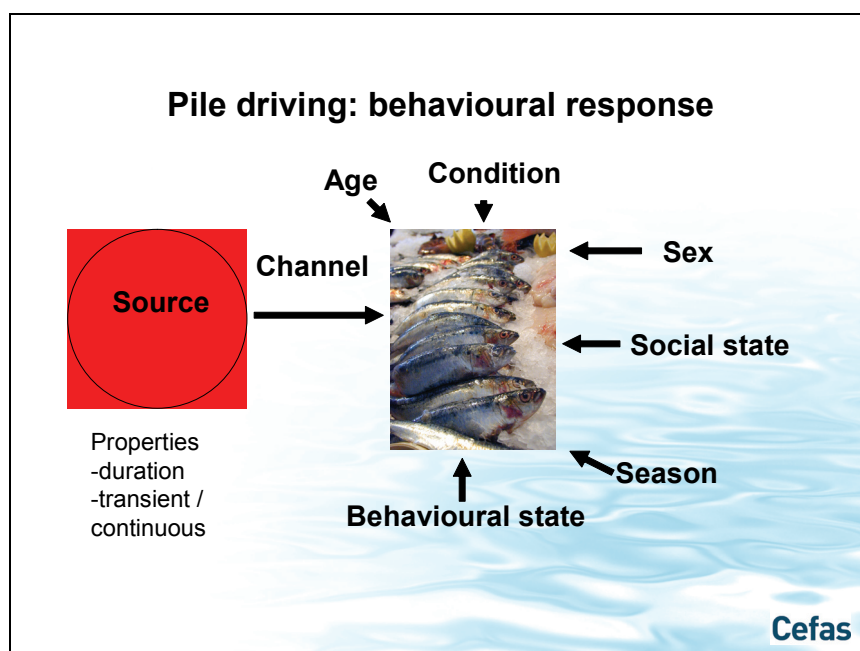 Pile driving: behavioural response
Age
Condition
Channel
Sex
Source
Social state
Properties
-duration
-transient /
continuous
Season
Behavioural state
Cefas